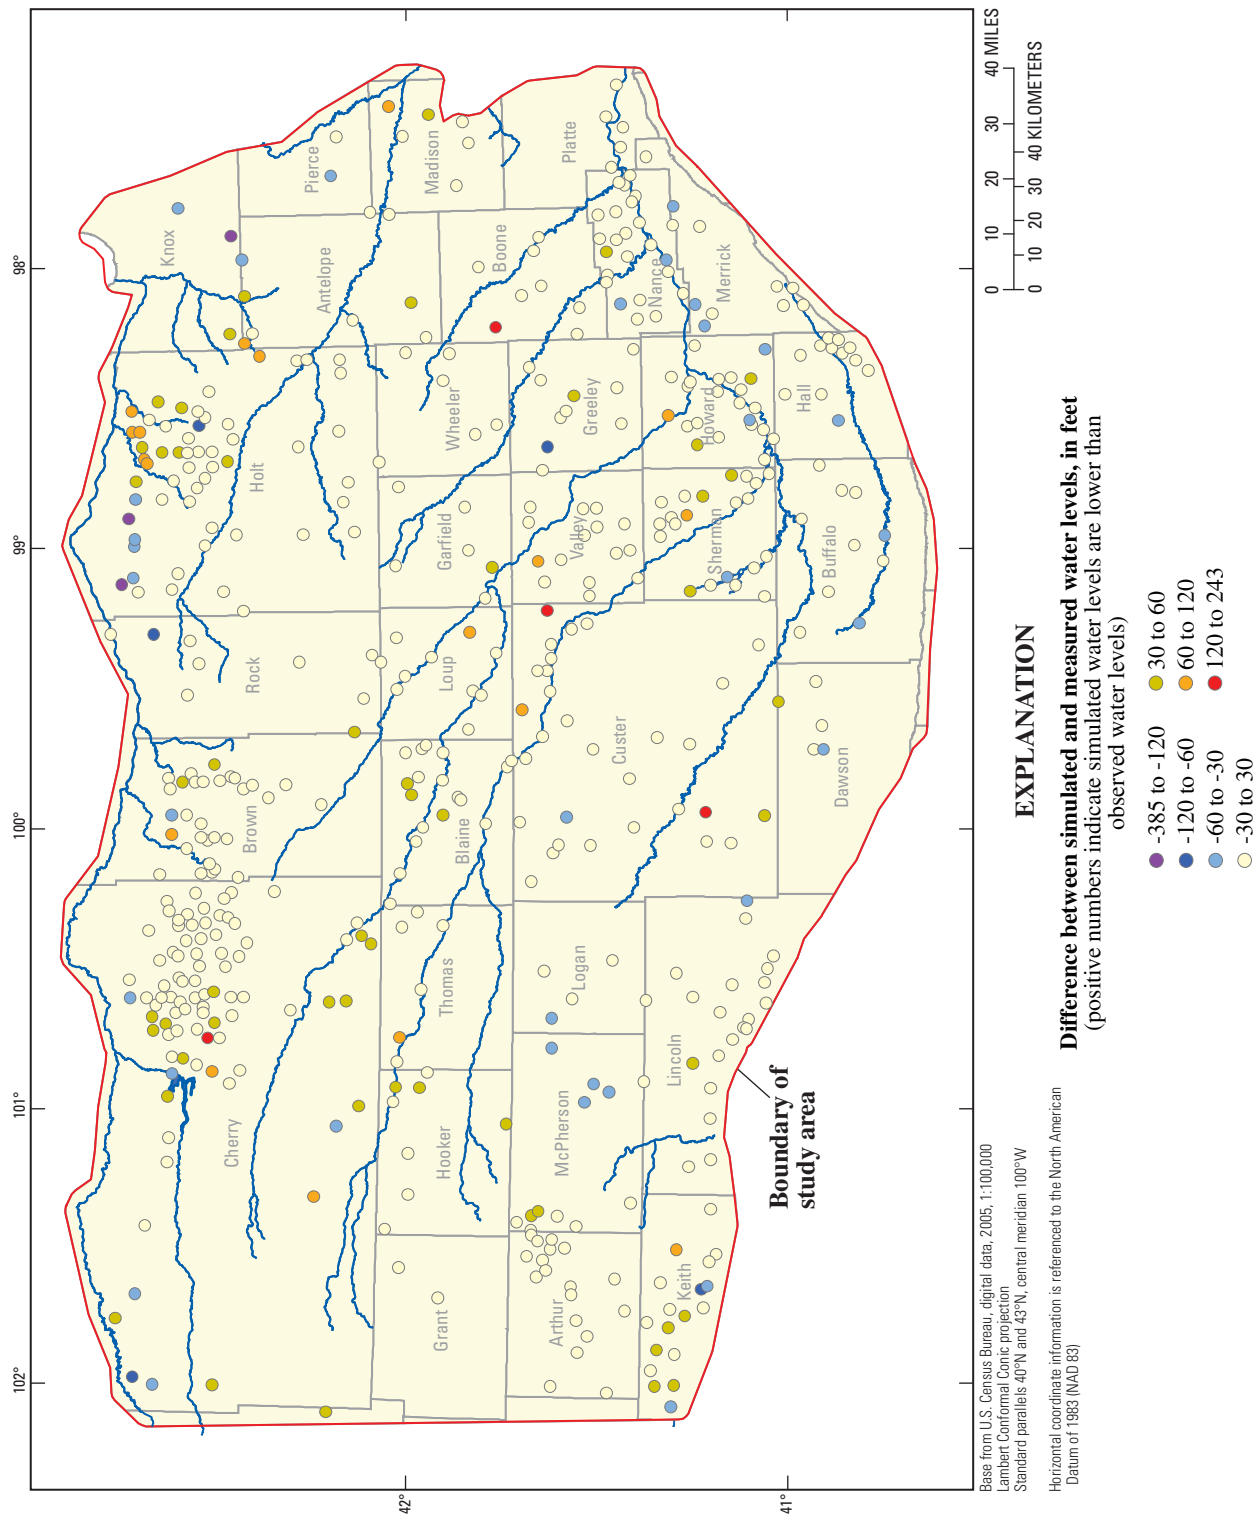 102°
101°
100°
99°
98°
42°
41°
Knox
Pierce
Antelope
Madison
Platte
Boone
Nance
Merrick
Holt
Wheeler
Greeley
Howard
Hall
Garfield
Valley
Sherman
Buffalo
Rock
Loup
Custer
Dawson
Brown
Blaine
Cherry
Thomas
Logan
Lincoln
Hooker
McPherson
Grant
Arthur
Keith
Boundary of
study area
0 10 20 30 40 MILES
0 10 20 30 40 KILOMETERS
Base from U.S. Census Bureau, digital data, 2005, 1:100,000
Lambert Conformal Conic projection
Standard parallels 40°N and 43°N, central meridian 100°W
Horizontal coordinate information is referenced to the North American
Datum of 1983 (NAD 83)
EXPLANATION
Difference between simulated and measured water levels, in feet
(positive numbers indicate simulated water levels are lower than
observed water levels)
-385 to -120
-120 to -60
-60 to -30
-30 to 30
30 to 60
60 to 120
120 to 243